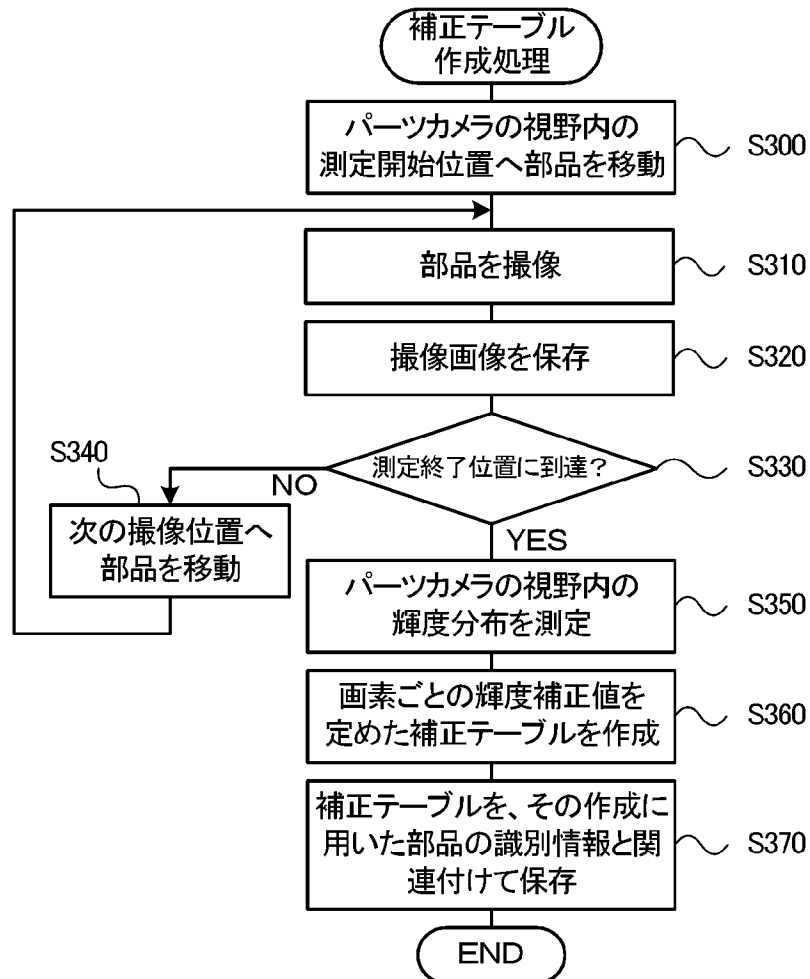 補正テーブル
作成処理
パーツカメラの視野内の
測定開始位置へ部品を移動
S300
部品を撮像
S310
撮像画像を保存
S320
測定終了位置に到達?
S330
NO
S340
次の撮像位置へ
部品を移動
YES
パーツカメラの視野内の
輝度分布を測定
S350
画素ごとの輝度補正値を
定めた補正テーブルを作成
S360
補正テーブルを、その作成に
用いた部品の識別情報と関
連付けて保存
S370
END